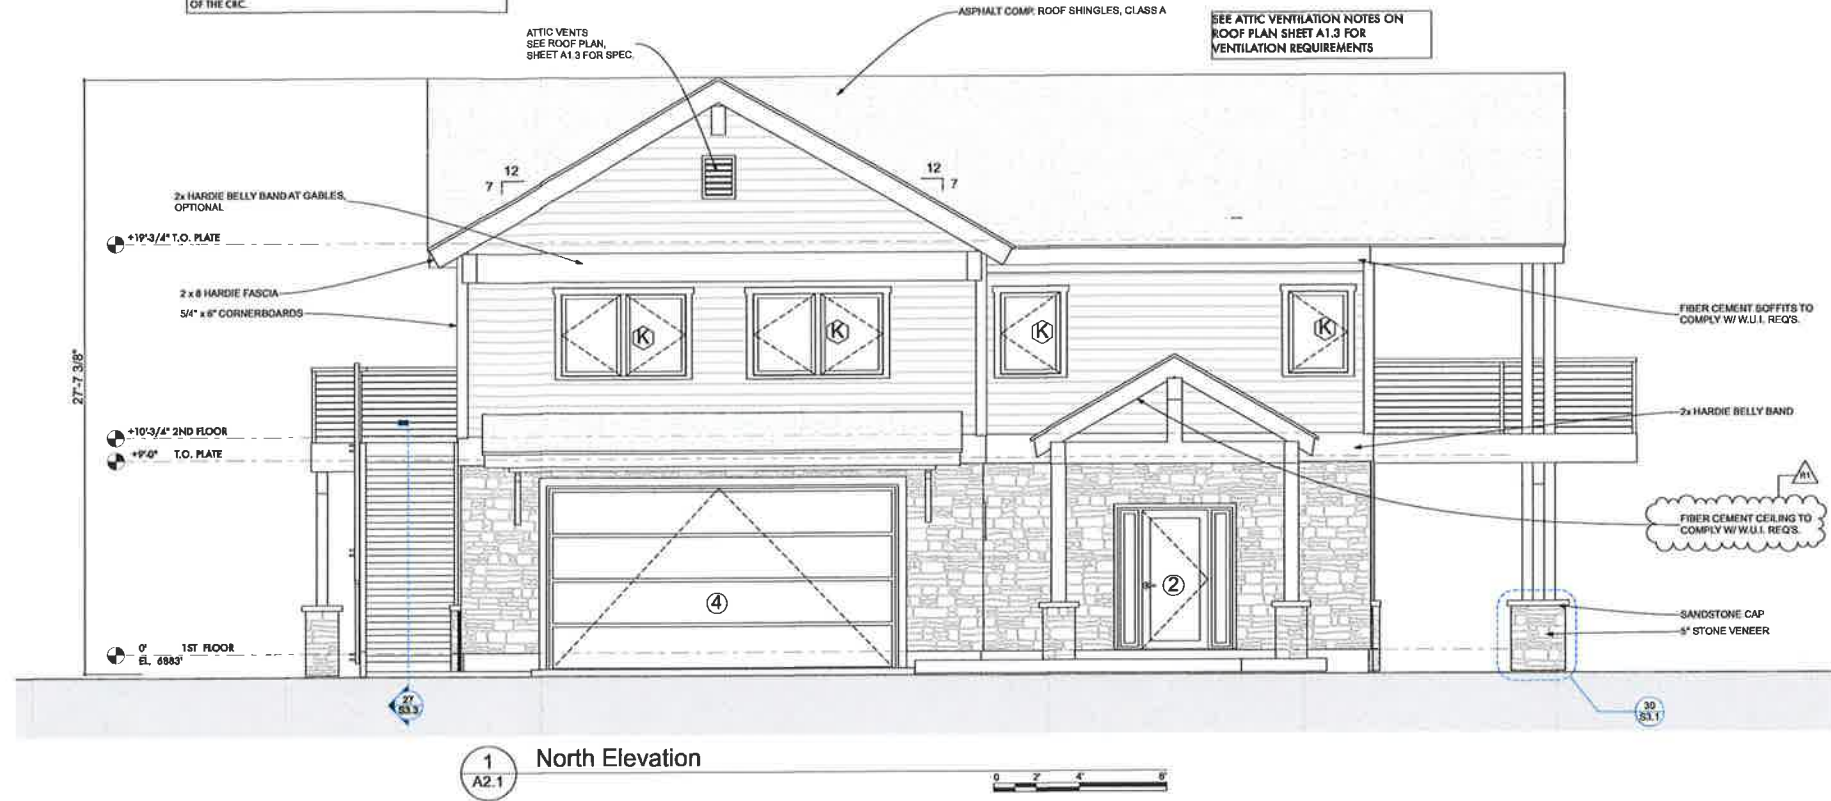 OF THE CRC.
ASPHALT COMP. ROOF SHINGLES, CLASS A
SEE ATTIC VENTILATION NOTES ON
ROOF PLAN SHEET A1.3 FOR
VENTILATION REQUIREMENTS
ATTIC VENTS
SEE ROOF PLAN,
SHEET A1.3 FOR SPEC.
12
7
12
7
2x HARDIE BELLY BAND AT GABLES,
OPTIONAL
+19'-3/4" T.O. PLATE
2 x 8 HARDIE FASCIA
5/4" x 6" CORNERBOARDS
FIBER CEMENT SOFFITS TO
COMPLY W/ W.U.I. REQ'S.
K
K
K
K
27'-7 3/8"
2x HARDIE BELLY BAND
+10'-3/4" 2ND FLOOR
+9'-0" T.O. PLATE
R1
FIBER CEMENT CEILING TO
COMPLY W/ W.U.I. REQ'S.
4
2
SANDSTONE CAP
5" STONE VENEER
0' 1ST FLOOR
EL. 6983'
27
S3.3
30
S3.1
1
A2.1
North Elevation
0 2' 4' 8'